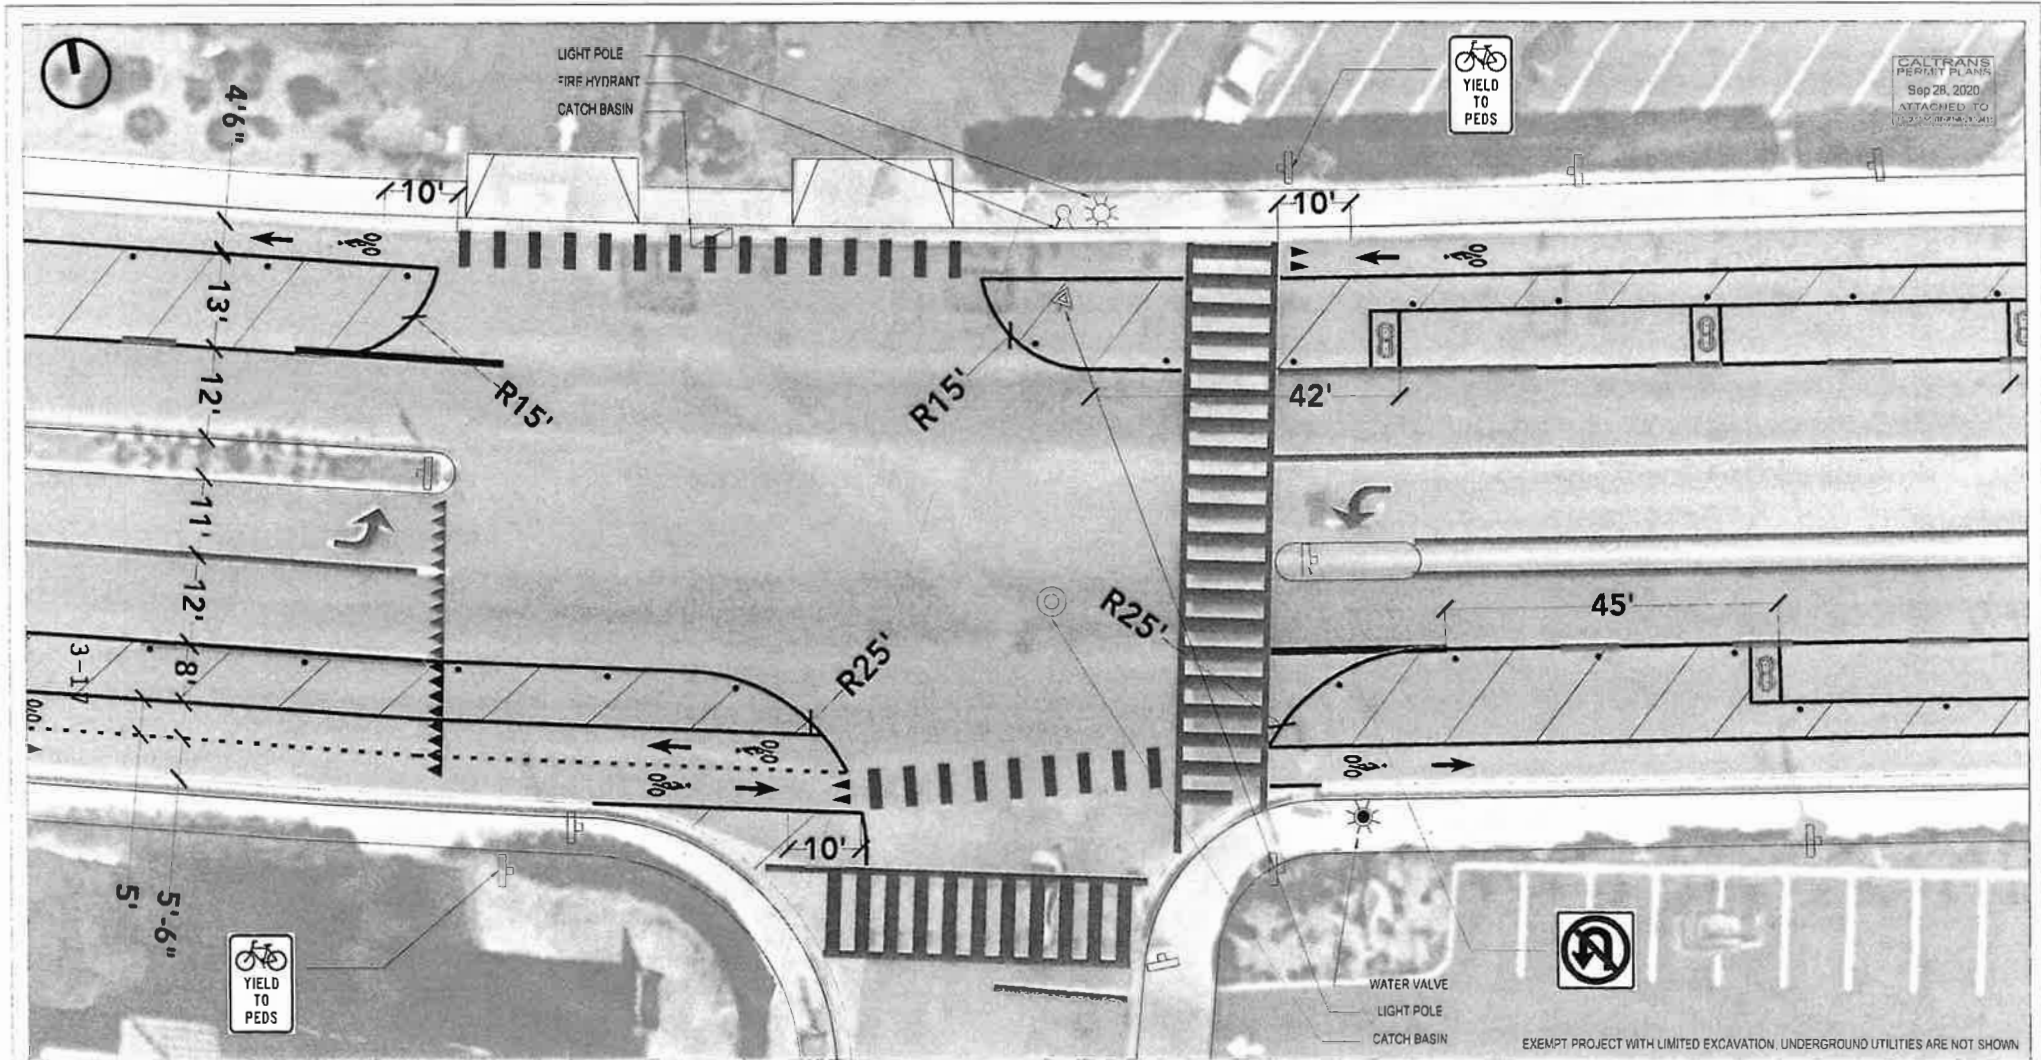 LIGHT POLE
FIRE HYDRANT
CATCH BASIN
YIELD
TO
PEDS
CALTRANS
PERMIT PLANS
Sep 28, 2020
ATTACHED TO
4'6"
10'
10'
13'
12'
R15'
R15'
42'
11'
12'
R25'
45'
3-17
8'
R25'
10'
5'
5'-6"
YIELD
TO
PEDS
WATER VALVE
LIGHT POLE
CATCH BASIN
EXEMPT PROJECT WITH LIMITED EXCAVATION, UNDERGROUND UTILITIES ARE NOT SHOWN